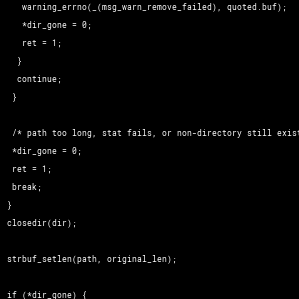 warning_errno(_(msg_warn_remove_failed), quoted.buf);
*dir_gone = 0;
ret = 1;
}
continue;
}
/* path too long, stat fails, or non-directory still exist
*dir_gone = 0;
ret = 1;
break;
}
closedir(dir);
strbuf_setlen(path, original_len);
if (*dir_gone) {